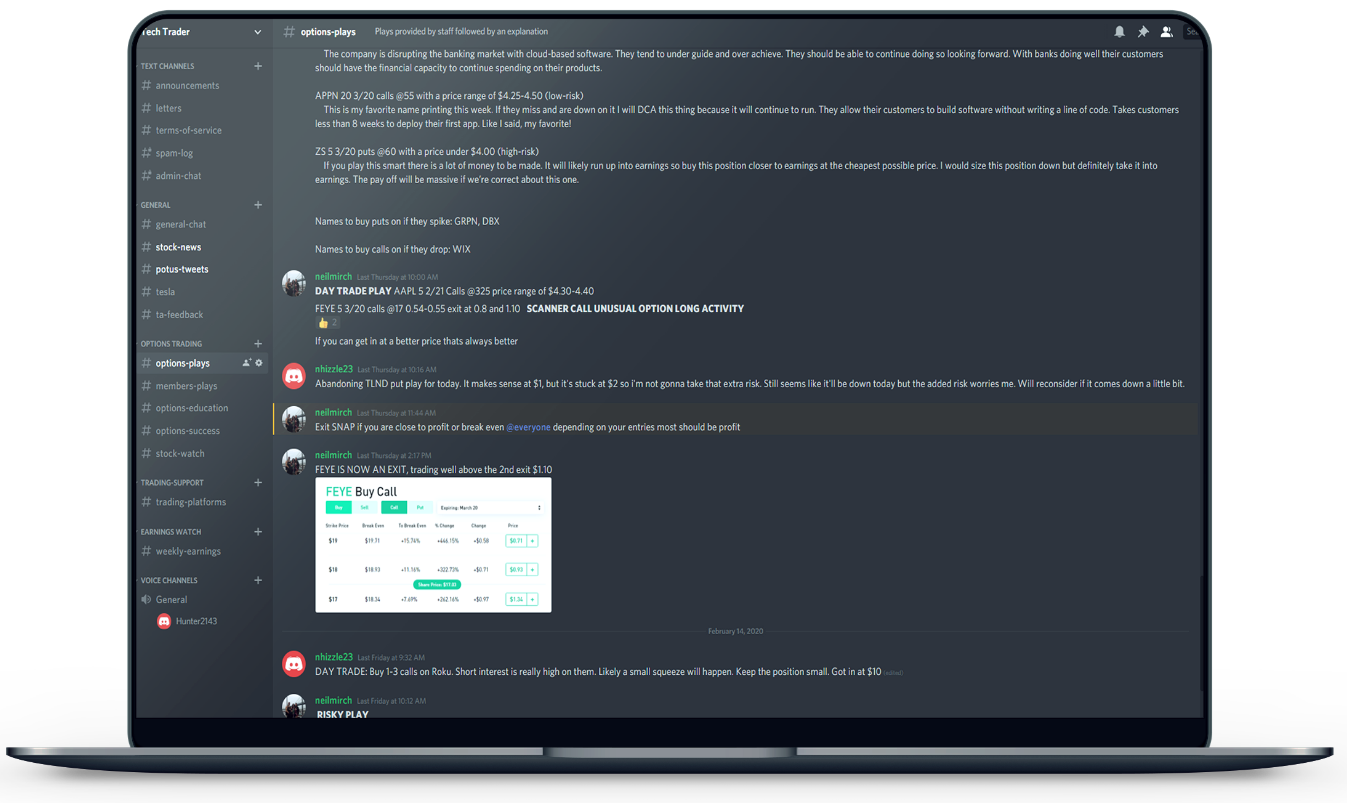 Tech Trader
# options-plays Plays provided by staff followed by an explanation
TEXT CHANNELS +
# announcements
# letters
# terms-of-service
# spam-log
# admin-chat
GENERAL +
# general-chat
# stock-news
# potus-tweets
# tesla
# ta-feedback
OPTIONS TRADING +
# options-plays
# members-plays
# options-education
# options-success
# stock-watch
TRADING-SUPPORT +
# trading-platforms
EARNINGS WATCH +
# weekly-earnings
VOICE CHANNELS +
General
Hunter2143
The company is disrupting the banking market with cloud-based software. They tend to under guide and over achieve. They should be able to continue doing so looking forward. With banks doing well their customers
should have the financial capacity to continue spending on their products.
APPN 20 3/20 calls @55 with a price range of $4.25-4.50 (low-risk)
This is my favorite name printing this week. If they miss and are down on it I will DCA this thing because it will continue to run. They allow their customers to build software without writing a line of code. Takes customers
less than 8 weeks to deploy their first app. Like I said, my favorite!
ZS 5 3/20 puts @60 with a price under $4.00 (high-risk)
If you play this smart there is a lot of money to be made. It will likely run up into earnings so buy this position closer to earnings at the cheapest possible price. I would size this position down but definitely take it into
earnings. The pay off will be massive if we're correct about this one.
Names to buy puts on if they spike: GRPN, DBX
Names to buy calls on if they drop: WIX
neilmirch Last Thursday at 10:00 AM
DAY TRADE PLAY AAPL 5 2/21 Calls @325 price range of $4.30-4.40
FEYE 5 3/20 calls @17 0.54-0.55 exit at 0.8 and 1.10 SCANNER CALL UNUSUAL OPTION LONG ACTIVITY
2
If you can get in at a better price thats always better
nhizzle23 Last Thursday at 10:16 AM
Abandoning TLND put play for today. It makes sense at $1, but it's stuck at $2 so i'm not gonna take that extra risk. Still seems like it'll be down today but the added risk worries me. Will reconsider if it comes down a little bit.
neilmirch Last Thursday at 11:44 AM
Exit SNAP if you are close to profit or break even @everyone depending on your entries most should be profit
neilmirch Last Thursday at 2:17 PM
FEYE IS NOW AN EXIT, trading well above the 2nd exit $1.10
FEYE Buy Call
Buy Sell Call Put Expiring: March 20
Strike Price Break Even To Break Even % Change Change Price
$19 $19.71 +15.74% +446.15% +$0.58 $0.71 +
$18 $18.93 +11.16% +322.73% +$0.71 $0.93 +
Share Price: $17.03
$17 $18.34 +7.69% +262.16% +$0.97 $1.34 +
February 14, 2020
nhizzle23 Last Friday at 9:32 AM
DAY TRADE: Buy 1-3 calls on Roku. Short interest is really high on them. Likely a small squeeze will happen. Keep the position small. Got in at $10 (edited)
neilmirch Last Friday at 10:12 AM
RISKY PLAY